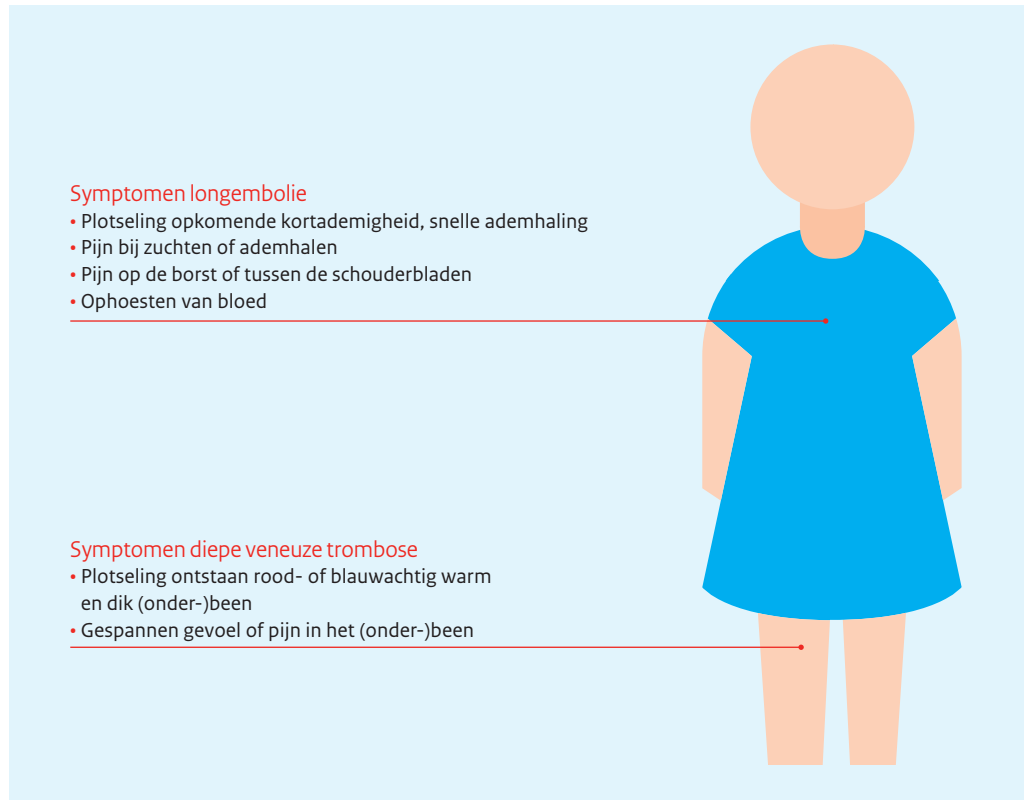 Symptomen longembolie
• Plotseling opkomende kortademigheid, snelle ademhaling
• Pijn bij zuchten of ademhalen
• Pijn op de borst of tussen de schouderbladen
• Ophoesten van bloed
Symptomen diepe veneuze trombose
• Plotseling ontstaan rood- of blauwachtig warm
en dik (onder-)been
• Gespannen gevoel of pijn in het (onder-)been